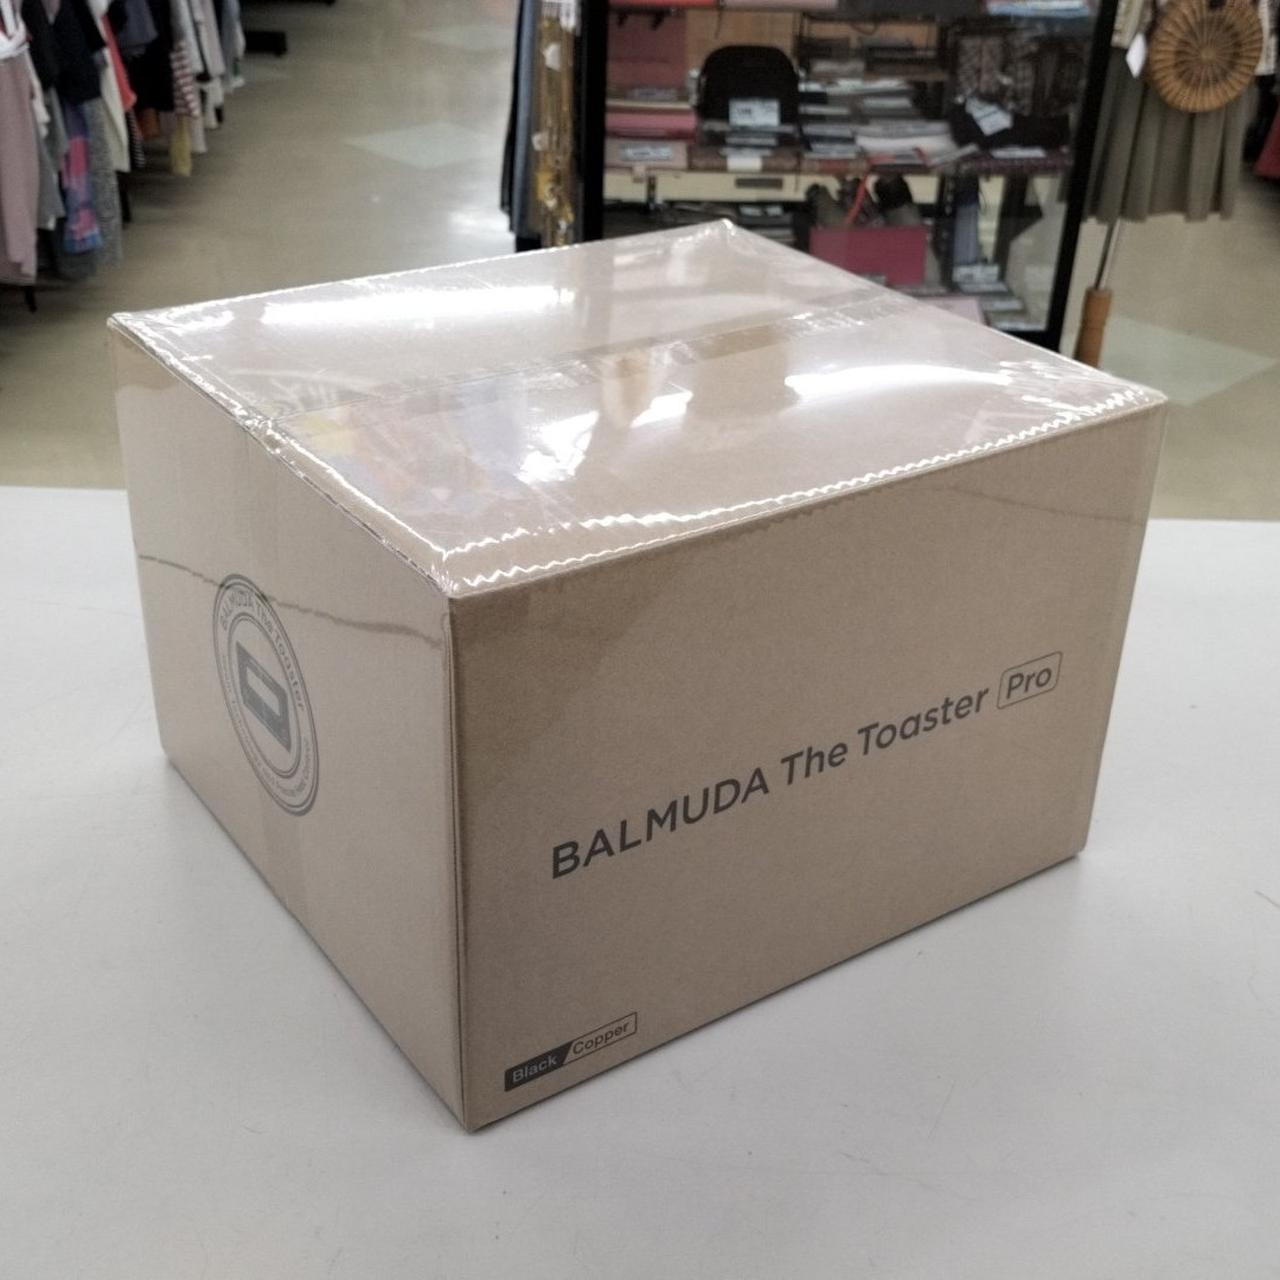 BALMUDA The Toaster Pro
Black Copper
BALMUDA The Toaster